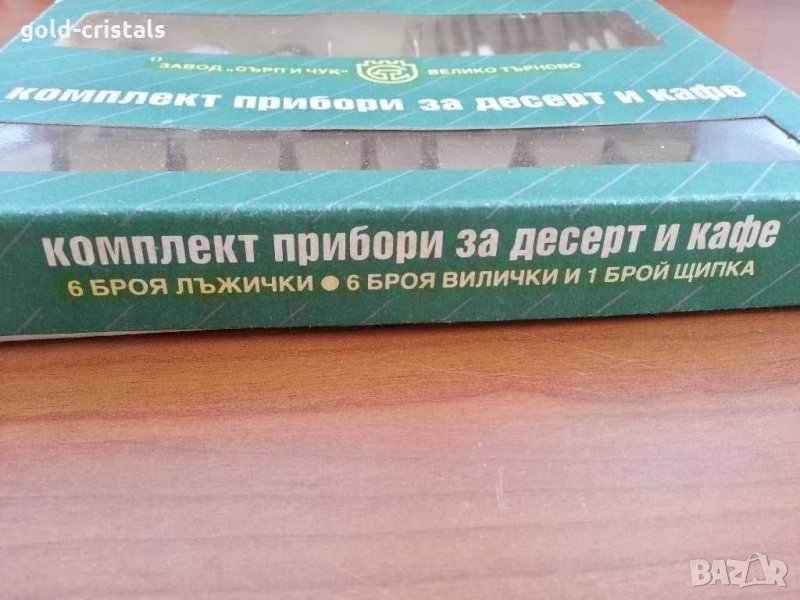 gold-cristals
ЗАВОД „СЪРП И ЧУК“ ВЕЛИКО ТЪРНОВО
комплект прибори за десерт и кафе
комплект прибори за десерт и кафе
6 БРОЯ ЛЪЖИЧКИ ● 6 БРОЯ ВИЛИЧКИ И 1 БРОЙ ЩИПКА
BAZAR